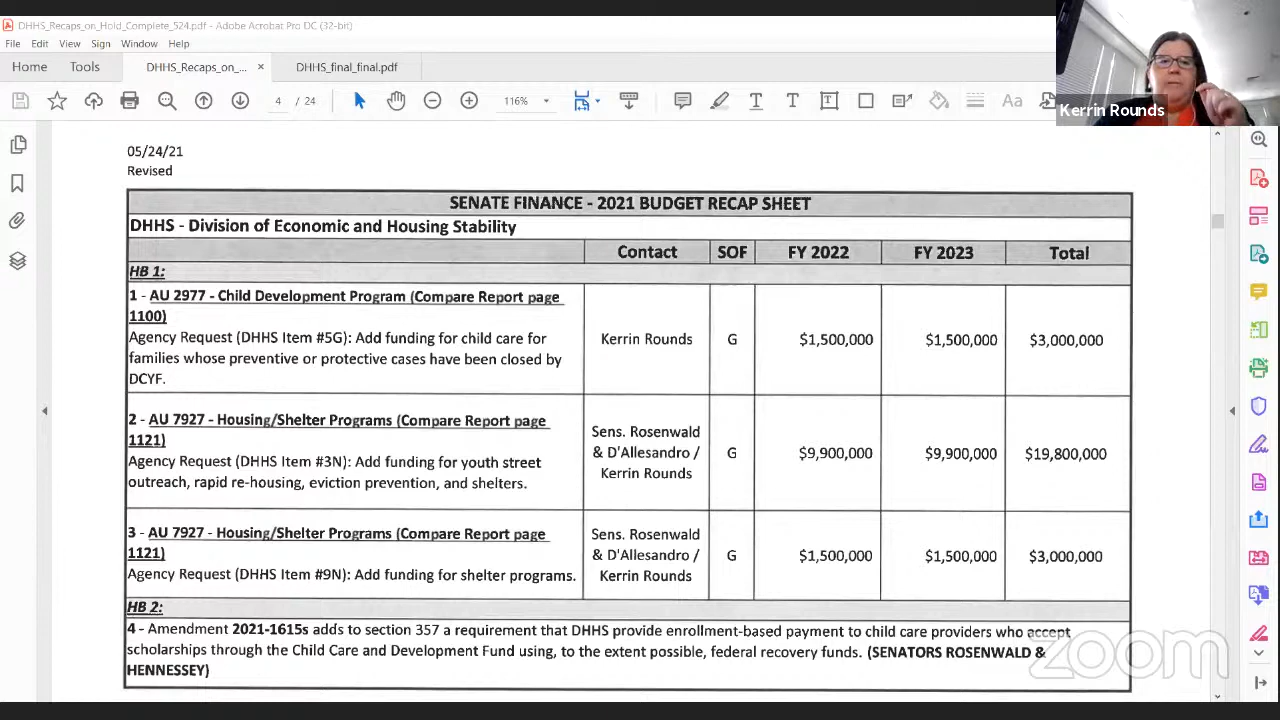 DHHS_Recaps_on_Hold_Complete_524.pdf - Adobe Acrobat Pro DC (32-bit)
File Edit View Sign Window Help
Home Tools DHHS_Recaps_on_... × DHHS_final_final.pdf
4 / 24 116%
Kerrin Rounds
05/24/21
Revised
SENATE FINANCE - 2021 BUDGET RECAP SHEET
DHHS - Division of Economic and Housing Stability
Contact SOF FY 2022 FY 2023 Total
HB 1:
1 - AU 2977 - Child Development Program (Compare Report page
1100)
Agency Request (DHHS Item #5G): Add funding for child care for
families whose preventive or protective cases have been closed by
DCYF.
Kerrin Rounds G $1,500,000 $1,500,000 $3,000,000
2 - AU 7927 - Housing/Shelter Programs (Compare Report page
1121)
Agency Request (DHHS Item #3N): Add funding for youth street
outreach, rapid re-housing, eviction prevention, and shelters.
Sens. Rosenwald
& D'Allesandro /
Kerrin Rounds
G $9,900,000 $9,900,000 $19,800,000
3 - AU 7927 - Housing/Shelter Programs (Compare Report page
1121)
Agency Request (DHHS Item #9N): Add funding for shelter programs.
Sens. Rosenwald
& D'Allesandro /
Kerrin Rounds
G $1,500,000 $1,500,000 $3,000,000
HB 2:
4 - Amendment 2021-1615s adds to section 357 a requirement that DHHS provide enrollment-based payment to child care providers who accept
scholarships through the Child Care and Development Fund using, to the extent possible, federal recovery funds. (SENATORS ROSENWALD &
HENNESSEY)
zoom